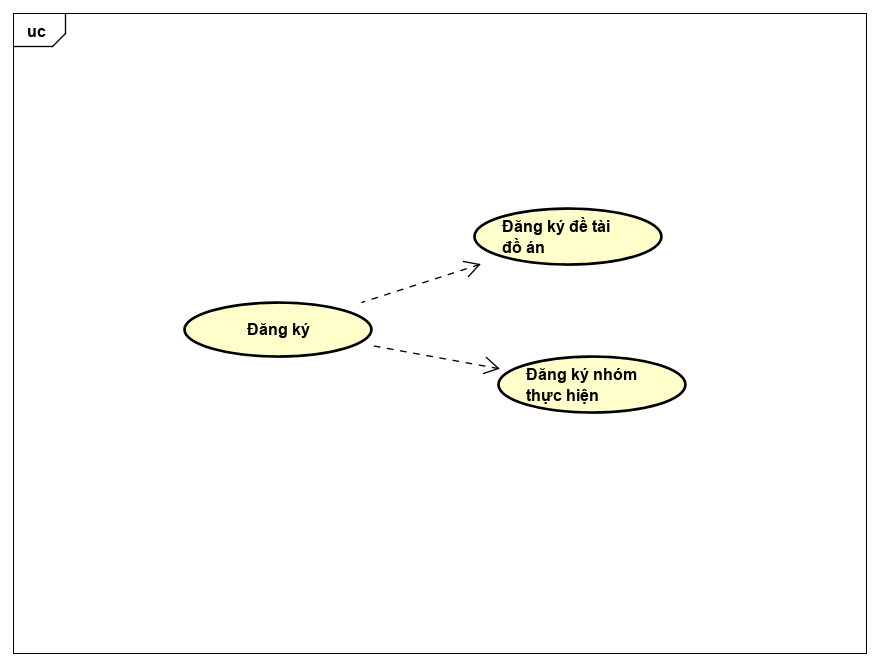 uc
Đăng ký đề tài
đồ án
Đăng ký
Đăng ký nhóm
thực hiện